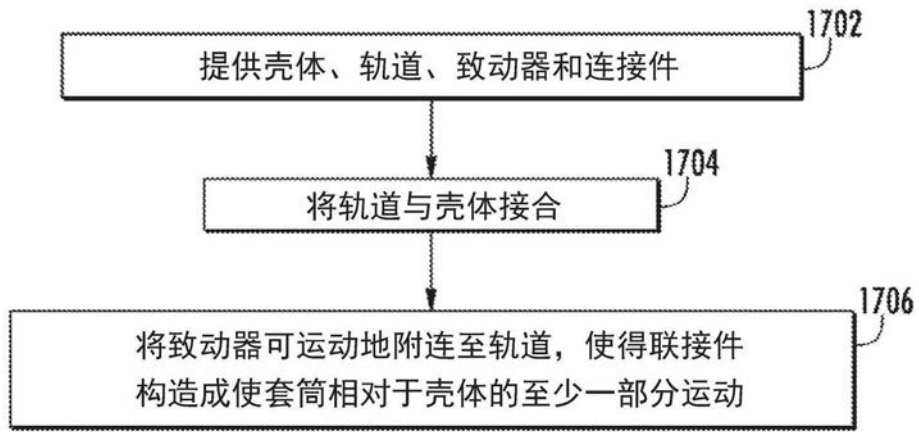 1702
提供壳体、轨道、致动器和连接件
1704
将轨道与壳体接合
1706
将致动器可运动地附连至轨道，使得联接件
构造成使套筒相对于壳体的至少一部分运动